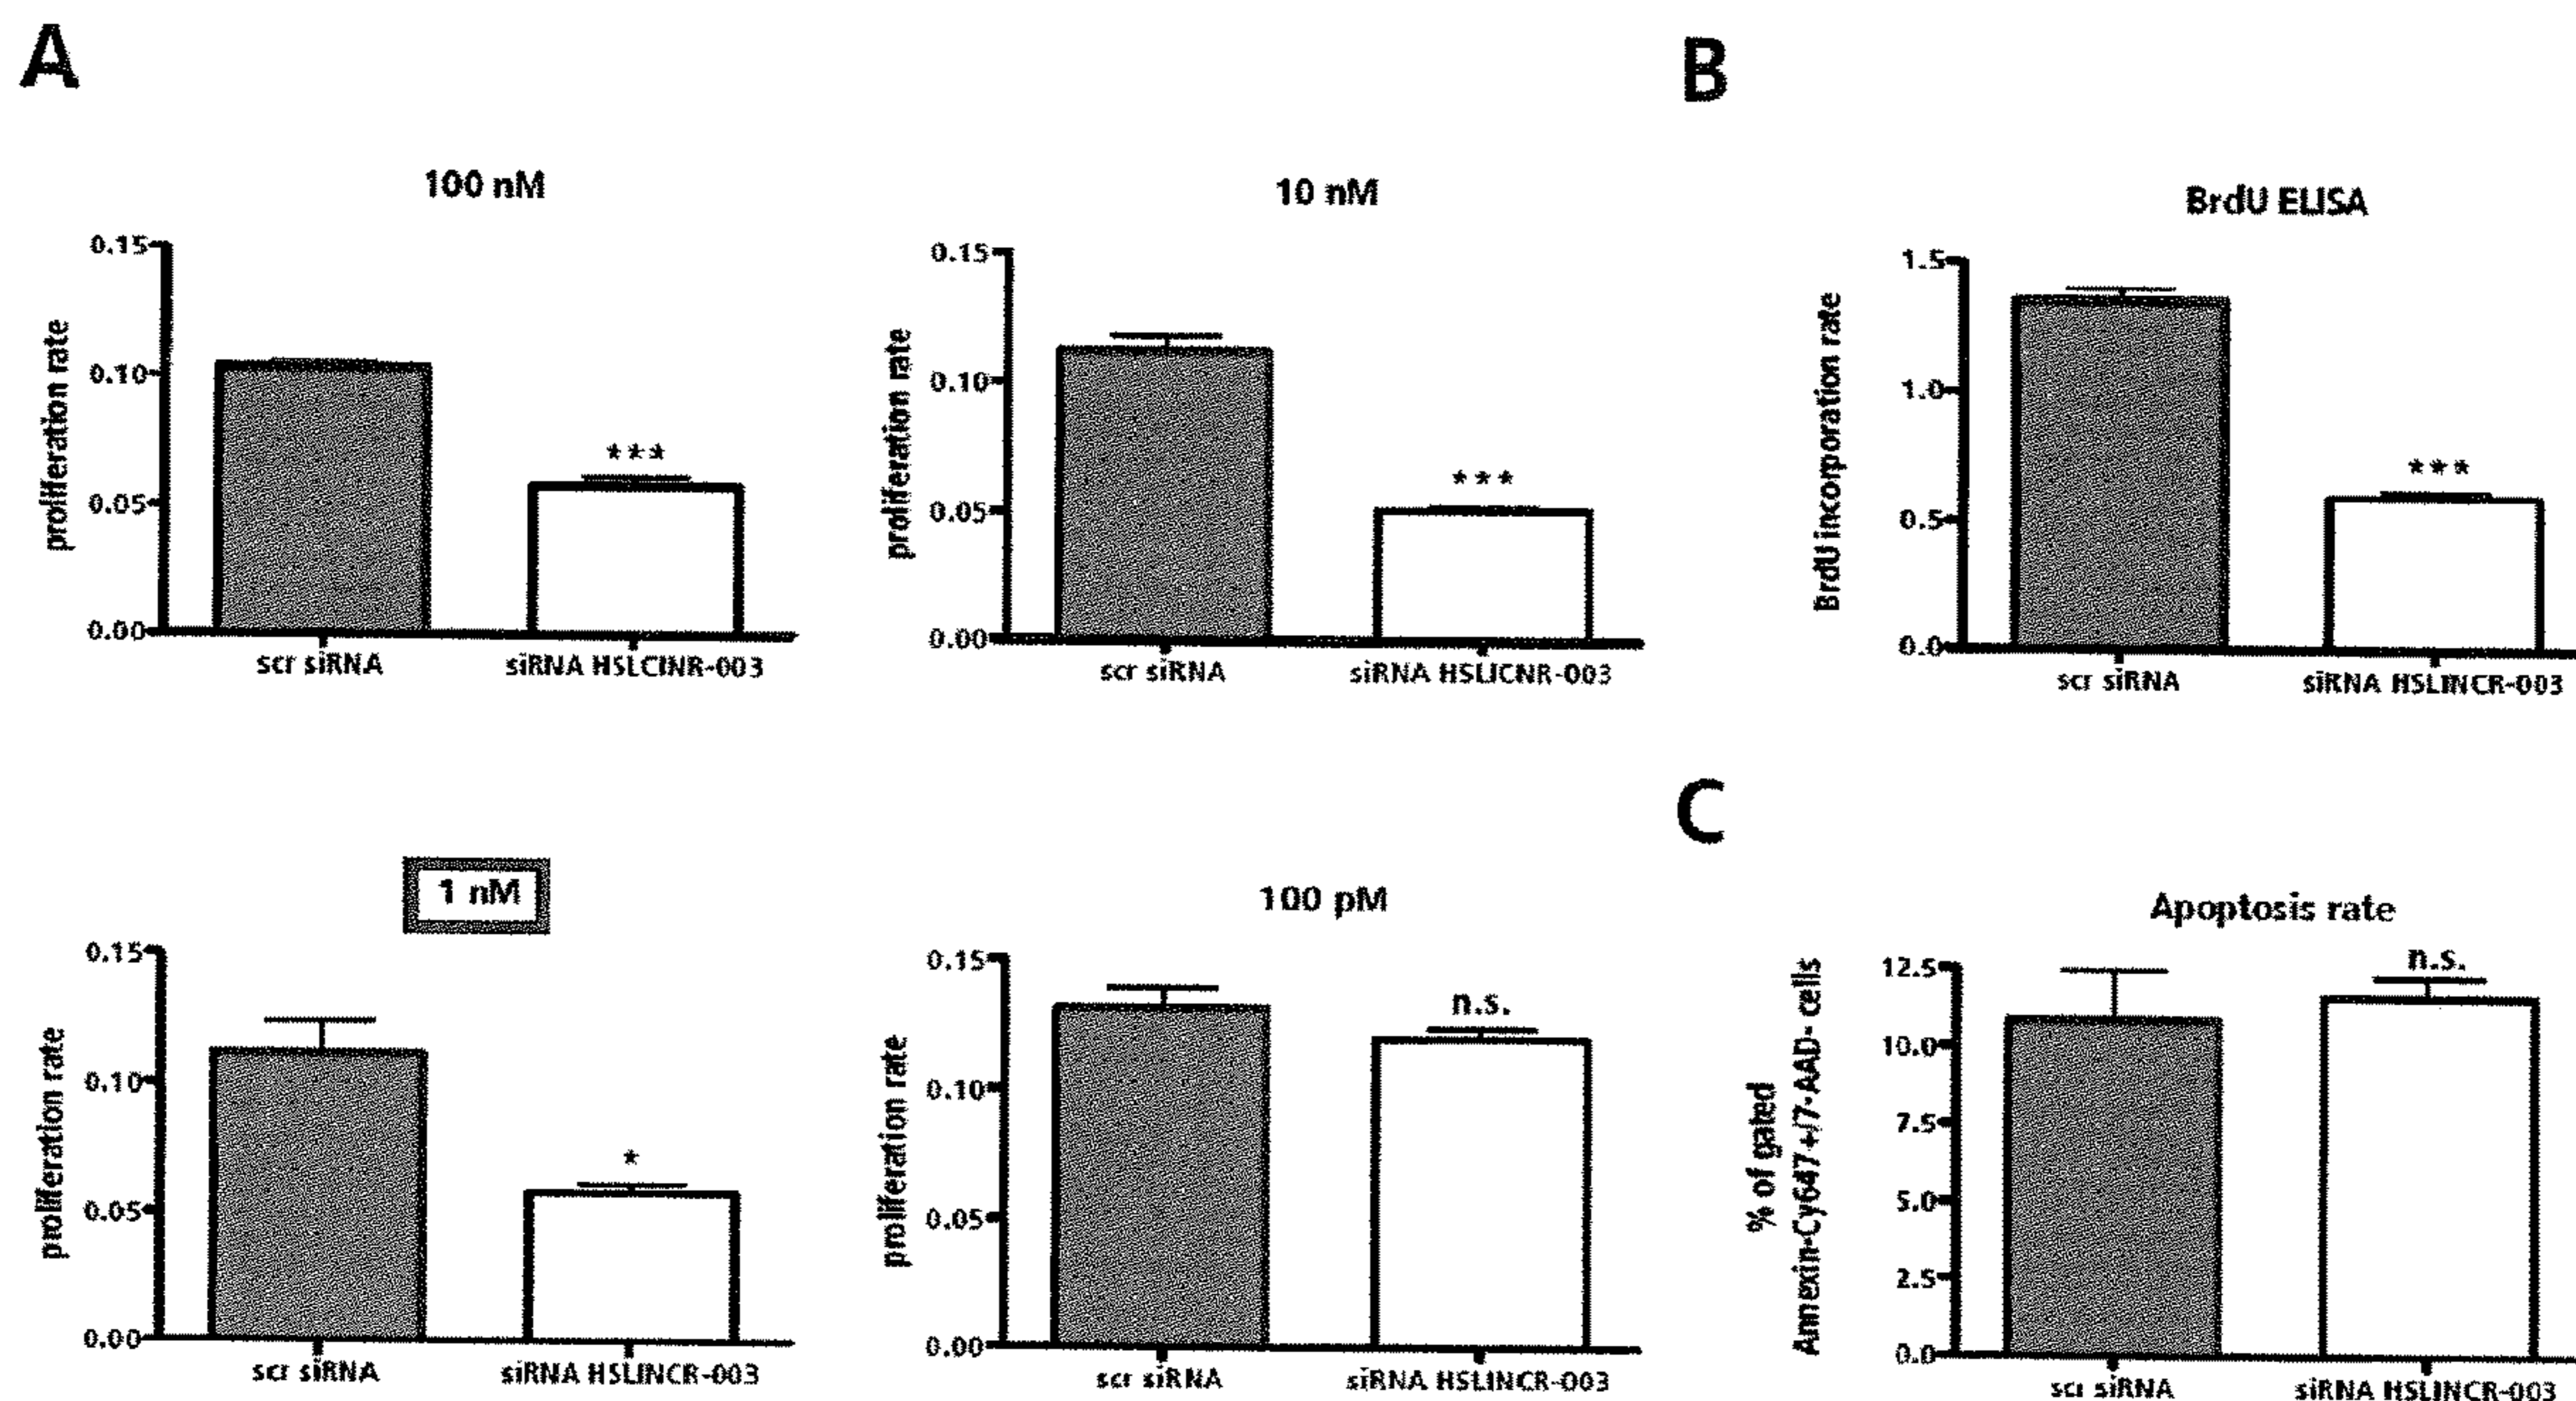 A
100 nM
0.15
0.10
0.05
0.00
proliferation rate
***
scr siRNA
siRNA HSLCINR-003
10 nM
0.15
0.10
0.05
0.00
proliferation rate
***
scr siRNA
siRNA HSLICNR-003
1 nM
0.15
0.10
0.05
0.00
proliferation rate
*
scr siRNA
siRNA HSLINCR-003
100 pM
0.15
0.10
0.05
0.00
proliferation rate
n.s.
scr siRNA
siRNA HSLINCR-003
B
BrdU ELISA
1.5
1.0
0.5
0.0
BrdU incorporation rate
***
scr siRNA
siRNA HSLINCR-003
C
Apoptosis rate
12.5
10.0
7.5
5.0
2.5
0.0
% of gated
Annexin-Cy647+/7-AAD- cells
n.s.
scr siRNA
siRNA HSLINCR-003